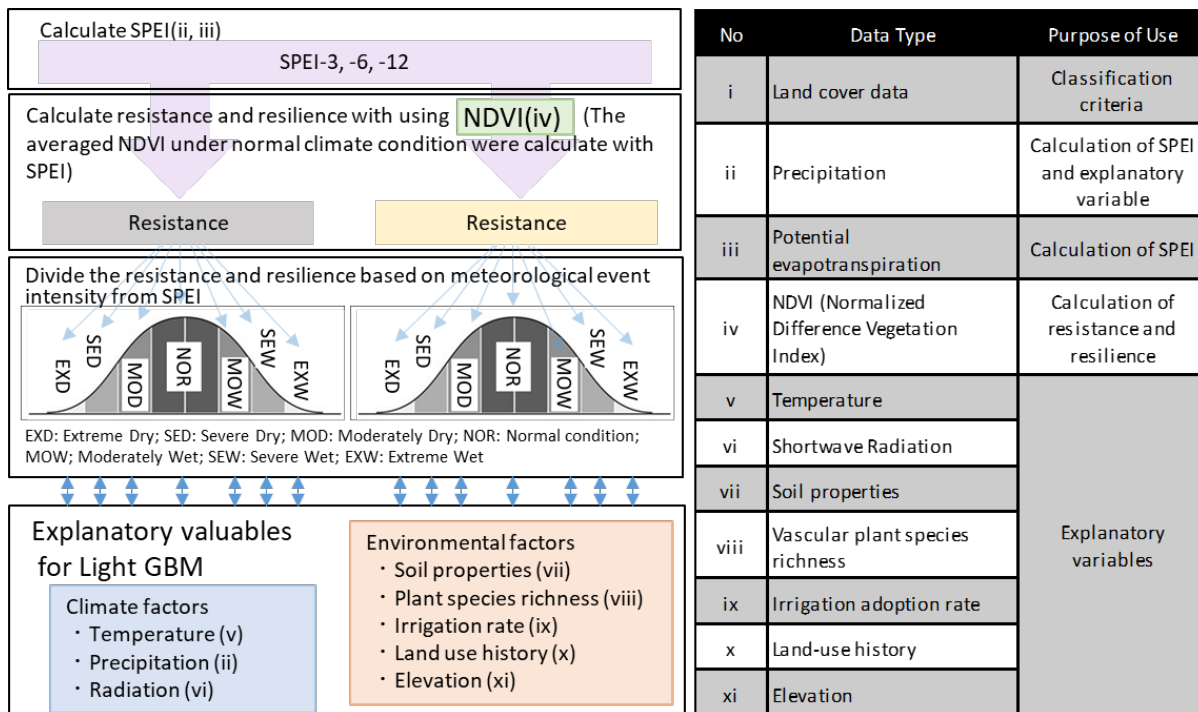 Calculate SPEI(ii, iii)
SPEI-3, -6, -12
Calculate resistance and resilience with using NDVI(iv) (The
averaged NDVI under normal climate condition were calculate with
SPEI)
Resistance
Resistance
Divide the resistance and resilience based on meteorological event
intensity from SPEI
EXD
SED
MOD
NOR
MOW
SEW
EXW
EXD
SED
MOD
NOR
MOW
SEW
EXW
EXD: Extreme Dry; SED: Severe Dry; MOD: Moderately Dry; NOR: Normal condition;
MOW; Moderately Wet; SEW: Severe Wet; EXW: Extreme Wet
Explanatory valuables
for Light GBM
Climate factors
・Temperature (v)
・Precipitation (ii)
・Radiation (vi)
Environmental factors
・Soil properties (vii)
・Plant species richness (viii)
・Irrigation rate (ix)
・Land use history (x)
・Elevation (xi)
No Data Type Purpose of Use
i Land cover data Classification
criteria
ii Precipitation Calculation of SPEI
and explanatory
variable
iii Potential
evapotranspiration Calculation of SPEI
iv NDVI (Normalized
Difference Vegetation
Index) Calculation of
resistance and
resilience
v Temperature
vi Shortwave Radiation
vii Soil properties
viii Vascular plant species
richness
Explanatory
variables
ix Irrigation adoption rate
x Land-use history
xi Elevation